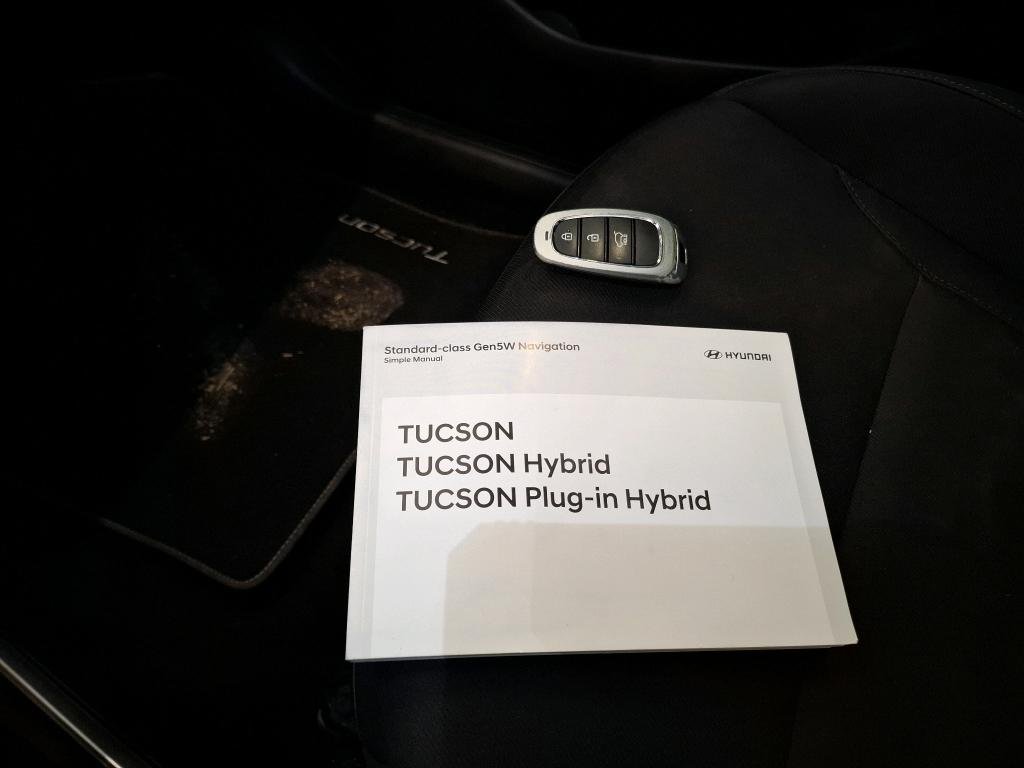 Tucson
Standard-class Gen5W Navigation
Simple Manual
HYUNDAI
TUCSON
TUCSON Hybrid
TUCSON Plug-in Hybrid